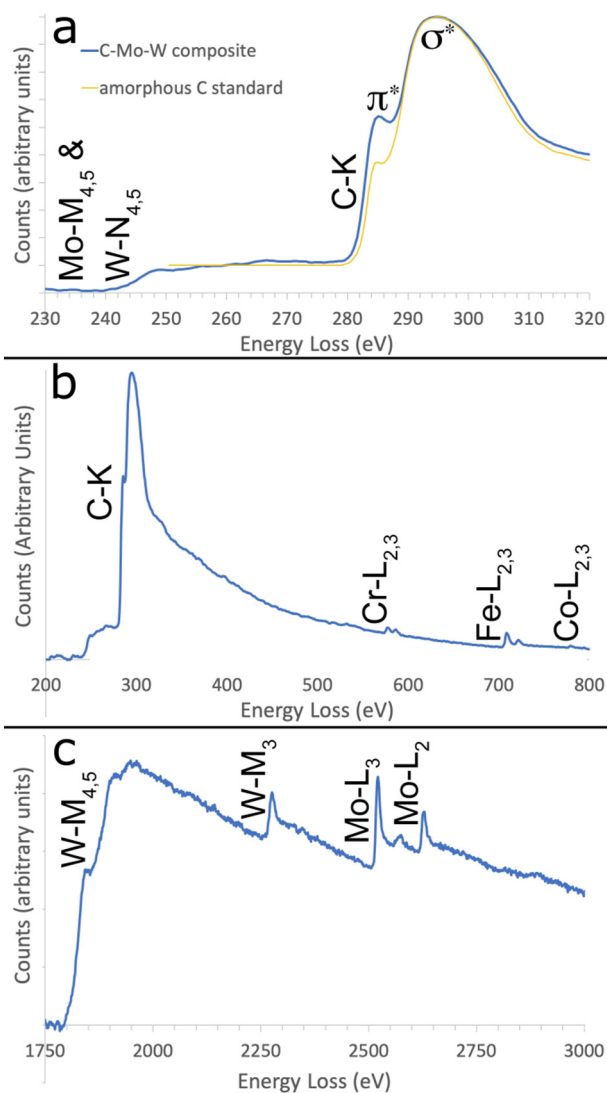 a
C-Mo-W composite
amorphous C standard
π*
σ*
C-K
Mo-M4,5 &
W-N4,5
Counts (arbitrary units)
230 240 250 260 270 280 290 300 310 320
Energy Loss (eV)
b
C-K
Cr-L2,3
Fe-L2,3
Co-L2,3
Counts (Arbitrary Units)
200 300 400 500 600 700 800
Energy Loss (eV)
c
W-M4,5
W-M3
Mo-L3
Mo-L2
Counts (arbitrary units)
1750 2000 2250 2500 2750 3000
Energy Loss (eV)